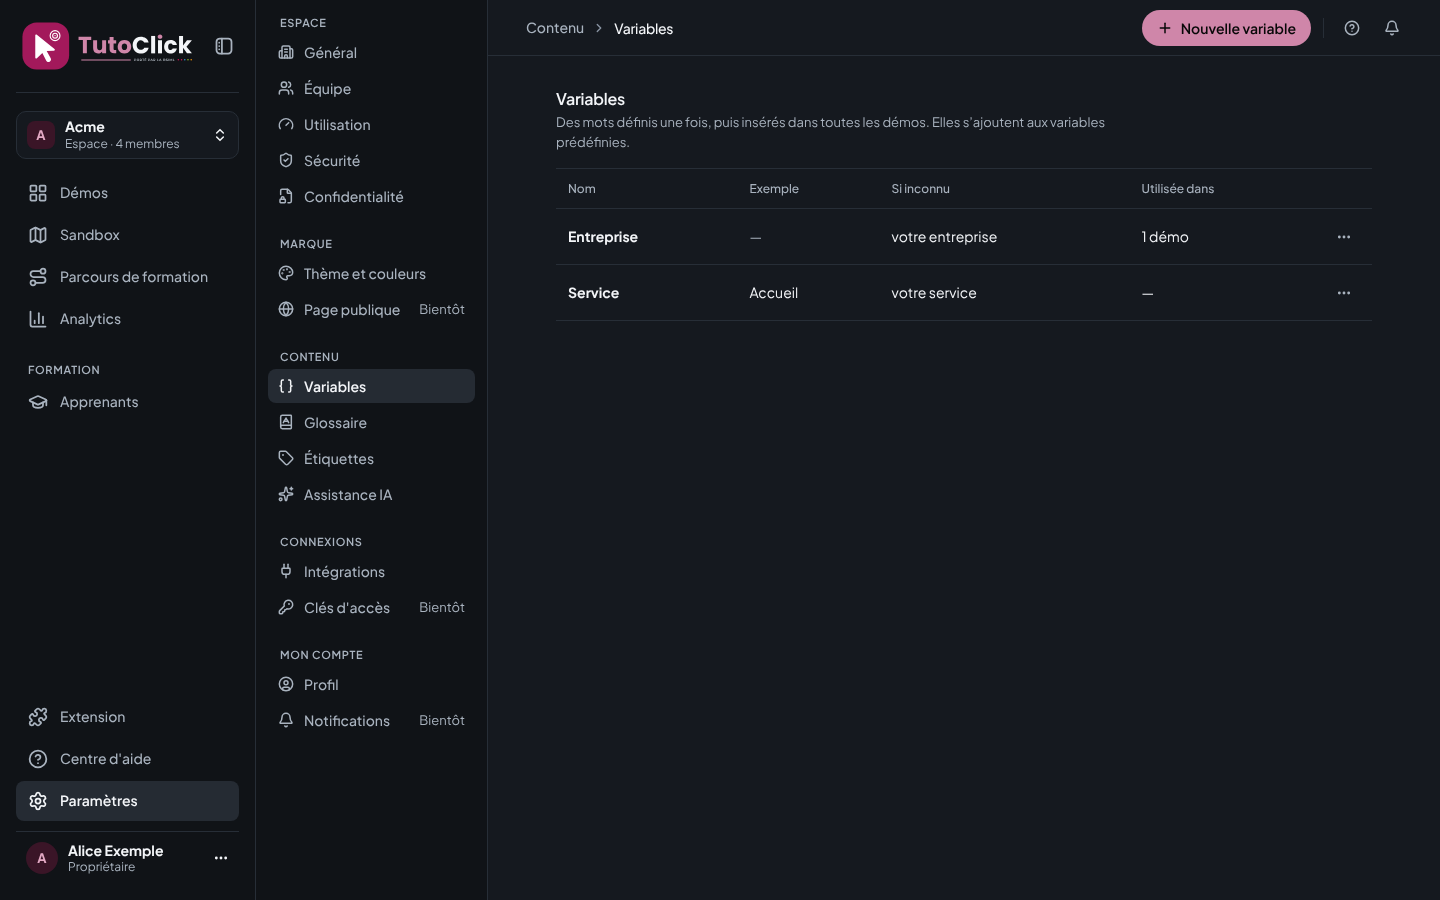 TutoClick
A
Acme
Espace · 4 membres
Démos
Sandbox
Parcours de formation
Analytics
FORMATION
Apprenants
Extension
Centre d'aide
Paramètres
A
Alice Exemple
Propriétaire
ESPACE
Général
Équipe
Utilisation
Sécurité
Confidentialité
MARQUE
Thème et couleurs
Page publique Bientôt
CONTENU
Variables
Glossaire
Étiquettes
Assistance IA
CONNEXIONS
Intégrations
Clés d'accès Bientôt
MON COMPTE
Profil
Notifications Bientôt
Contenu > Variables
+ Nouvelle variable
Variables
Des mots définis une fois, puis insérés dans toutes les démos. Elles s'ajoutent aux variables
prédéfinies.
Nom Exemple Si inconnu Utilisée dans
Entreprise — votre entreprise 1 démo
Service Accueil votre service —